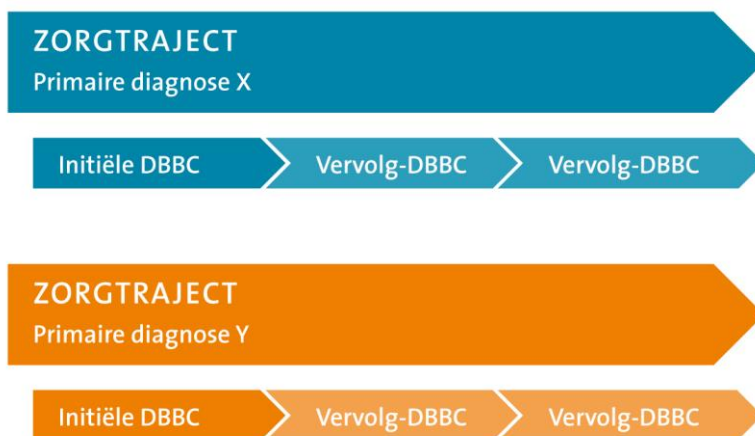 ZORGTRAJECT
Primaire diagnose X
Initiële DBBC Vervolg-DBBC Vervolg-DBBC
ZORGTRAJECT
Primaire diagnose Y
Initiële DBBC Vervolg-DBBC Vervolg-DBBC